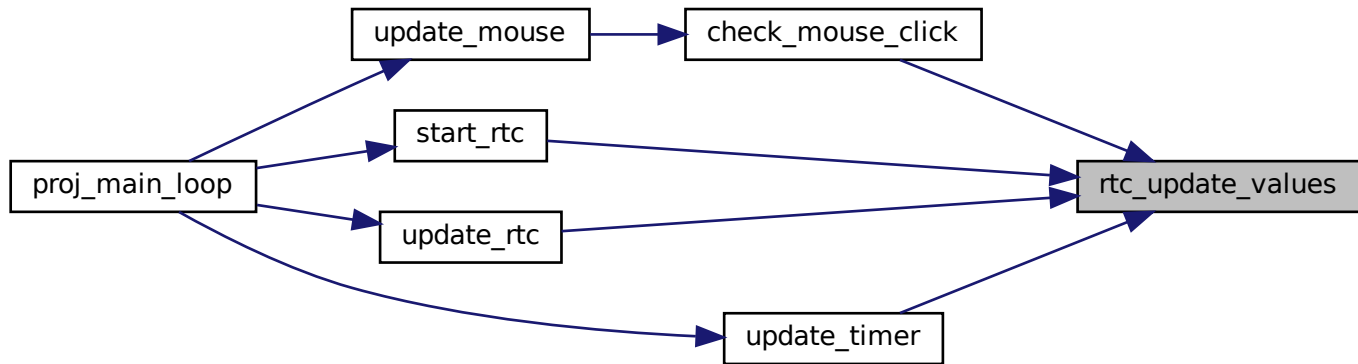 update_mouse
check_mouse_click
start_rtc
proj_main_loop
rtc_update_values
update_rtc
update_timer